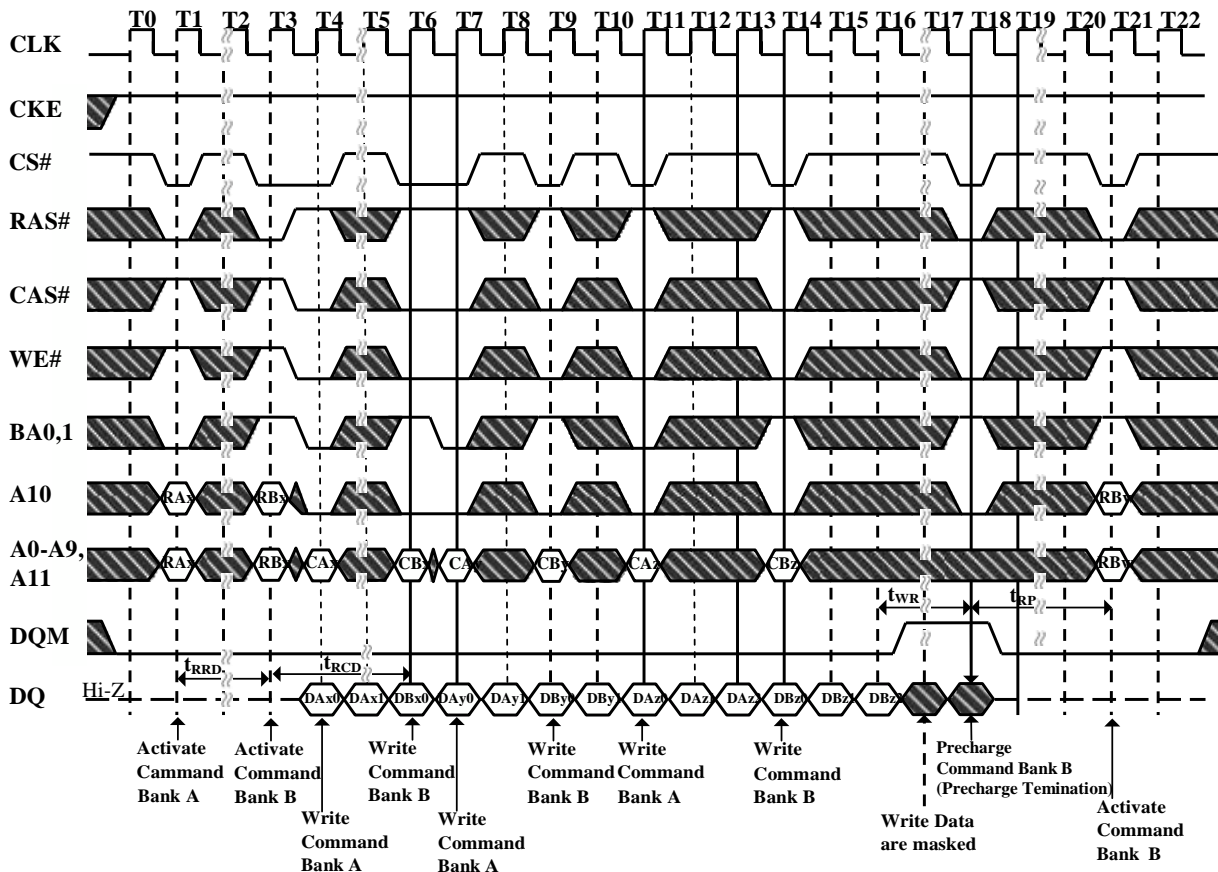 T0 T1 T2 T3 T4 T5 T6 T7 T8 T9 T10 T11 T12 T13 T14 T15 T16 T17 T18 T19 T20 T21 T22
CLK
CKE
CS#
RAS#
CAS#
WE#
BA0,1
A10 RAx RBx
A0-A9,
A11
RAx RBx CAx CBx CBy CAz CBz
tWR tRP
DQM
tRRD tRCD
DQ Hi-Z DAx0 DAx1 DBx0 DAy0 DAy1 DBy0 DBy1 DAz0 DAz1 DAz2 DBz0 DBz1 DBz2
Activate
Cammand
Bank A
Activate
Command
Bank B
Write
Command
Bank A
Write
Command
Bank B
Write
Command
Bank A
Write
Command
Bank B
Write
Command
Bank A
Write
Command
Bank B
Write Data
are masked
Precharge
Command Bank B
(Precharge Temination)
Activate
Command
Bank B